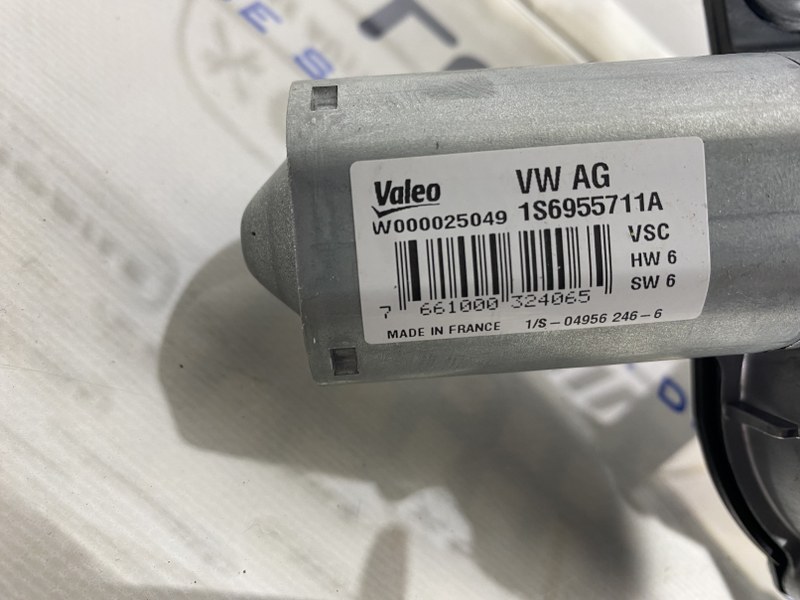 Valeo
VW AG
W000025049
1S6955711A
VSC
HW 6
SW 6
7 661000 324065
MADE IN FRANCE
1/S-04956 246-6